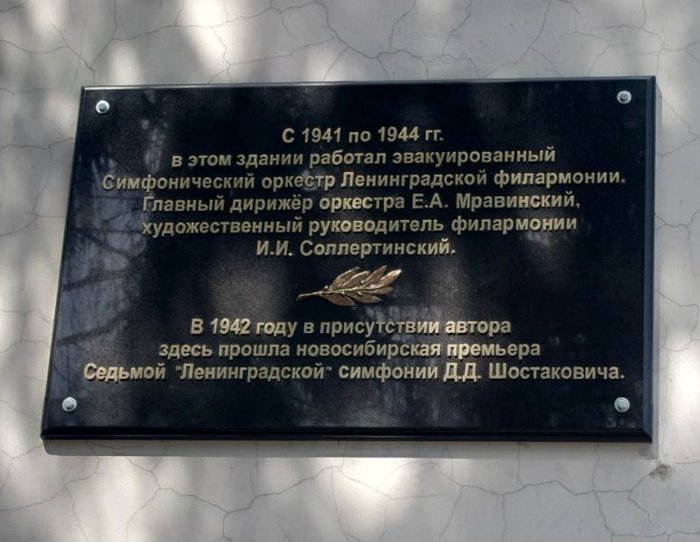 С 1941 по 1944 гг.
в этом здании работал эвакуированный
Симфонический оркестр Ленинградской филармонии.
Главный дирижёр оркестра Е.А. Мравинский,
художественный руководитель филармонии
И.И. Соллертинский.
В 1942 году в присутствии автора
здесь прошла новосибирская премьера
Седьмой "Ленинградской" симфонии Д.Д. Шостаковича.